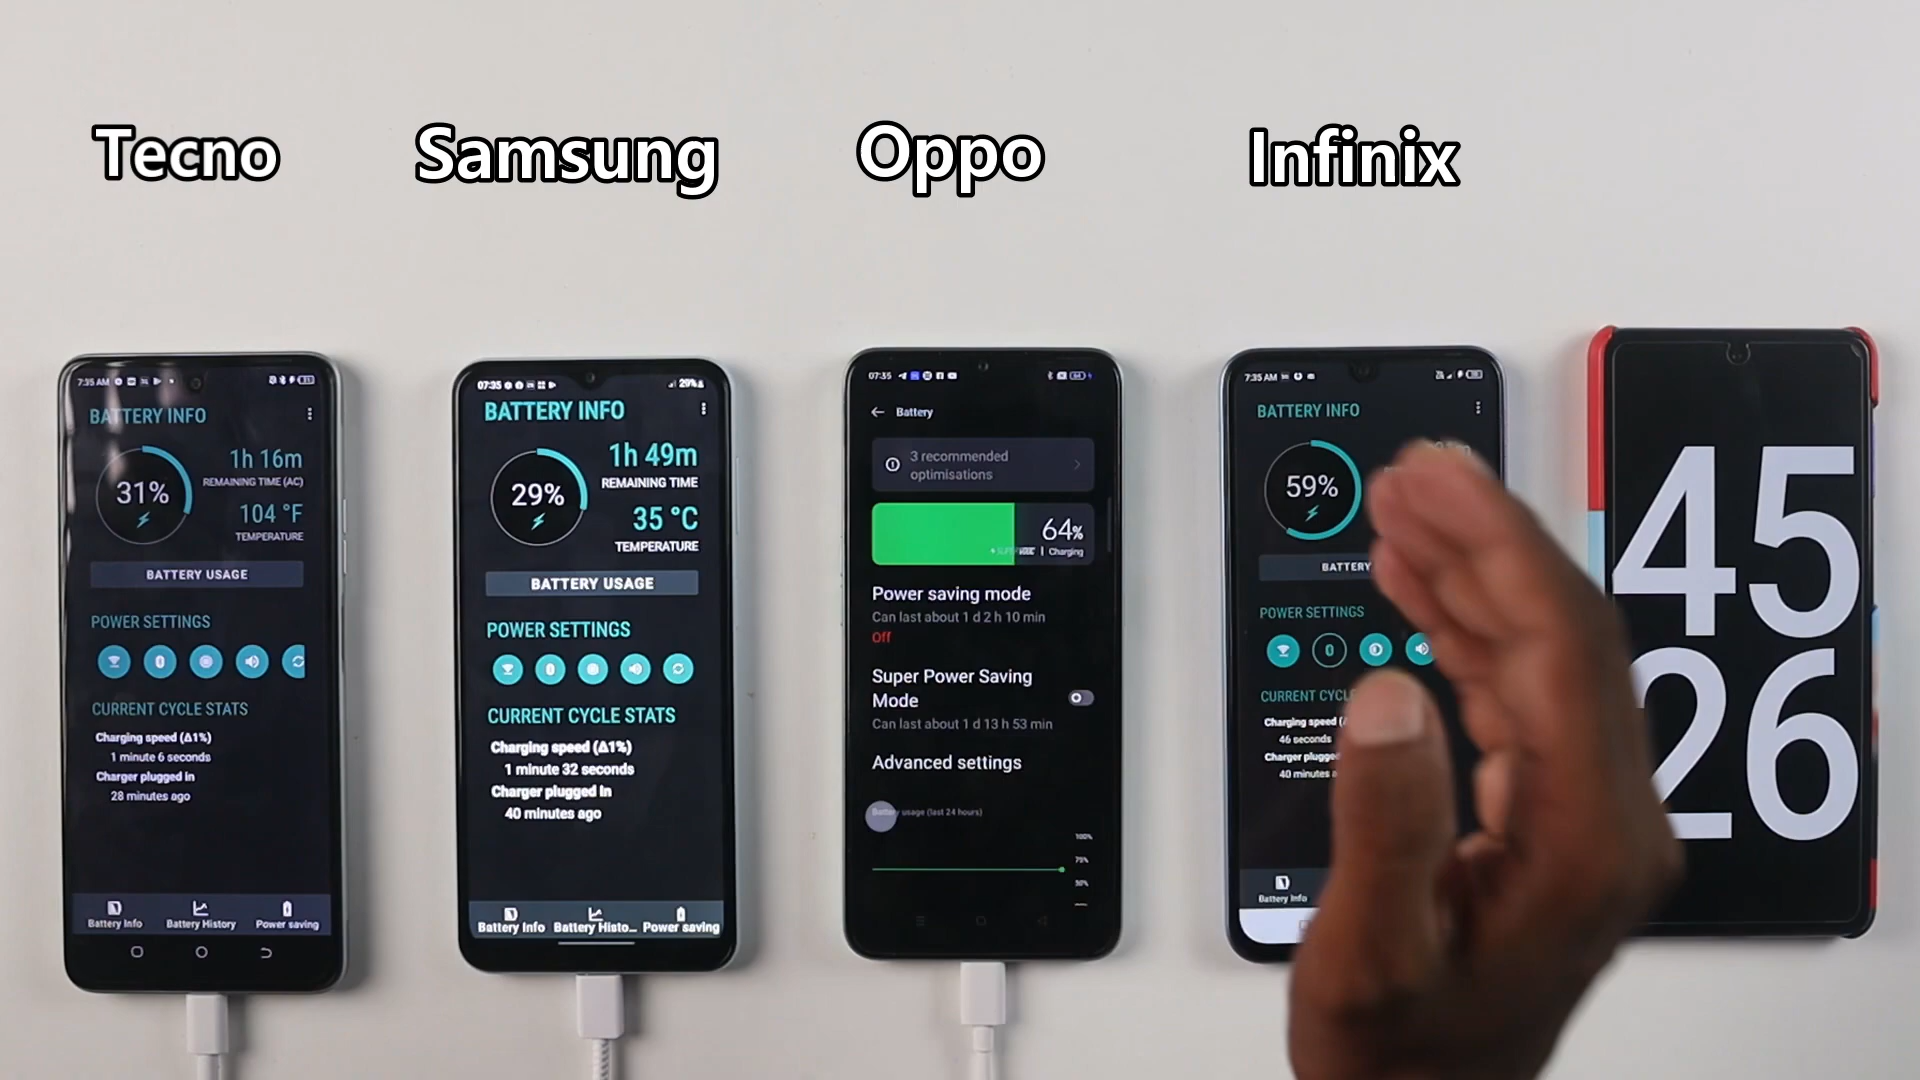 Tecno
Samsung
Oppo
Infinix
7:35 AM
BATTERY INFO
31%
1h 16m
REMAINING TIME (AC)
104 °F
TEMPERATURE
BATTERY USAGE
POWER SETTINGS
CURRENT CYCLE STATS
Charging speed (Δ1%)
1 minute 6 seconds
Charger plugged in
28 minutes ago
Battery Info
Battery History
Power saving
07:35
29%
BATTERY INFO
29%
1h 49m
REMAINING TIME
35 °C
TEMPERATURE
BATTERY USAGE
POWER SETTINGS
CURRENT CYCLE STATS
Charging speed (Δ1%)
1 minute 32 seconds
Charger plugged in
40 minutes ago
Battery Info
Battery Histo...
Power saving
07:35
Battery
3 recommended
optimisations
64%
Charging
Power saving mode
Can last about 1 d 2 h 10 min
Off
Super Power Saving
Mode
Can last about 1 d 13 h 53 min
Advanced settings
Battery usage (last 24 hours)
100%
75%
50%
7:35 AM
BATTERY INFO
59%
BATTERY
POWER SETTINGS
CURRENT CYCLE
Charging speed
46 seconds
Charger plugged
40 minutes
Battery Info
45
26